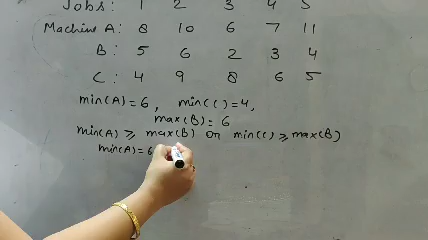 Jobs: 1 2 3 4 5
Machine A: 8 10 6 7 11
B: 5 6 2 3 4
C: 4 9 8 6 5
min(A) = 6, min(C) = 4,
max(B) = 6
min(A) ⩾ max(B) or min(C) ⩾ max(B)
min(A) = 6